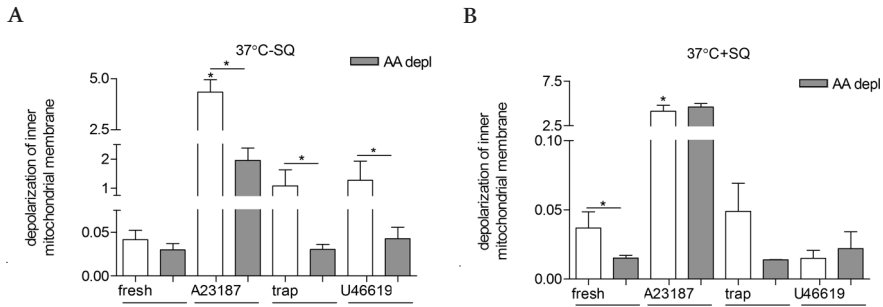 A
37°C-SQ
AA depl
depolarization of inner
mitochondrial membrane
5.0
2.5
2
1
0.05
0.00
*
*
*
*
fresh
A23187
trap
U46619
B
37°C+SQ
AA depl
depolarization of inner
mitochondrial membrane
7.5
2.5
0.10
0.05
0.00
*
*
fresh
A23187
trap
U46619